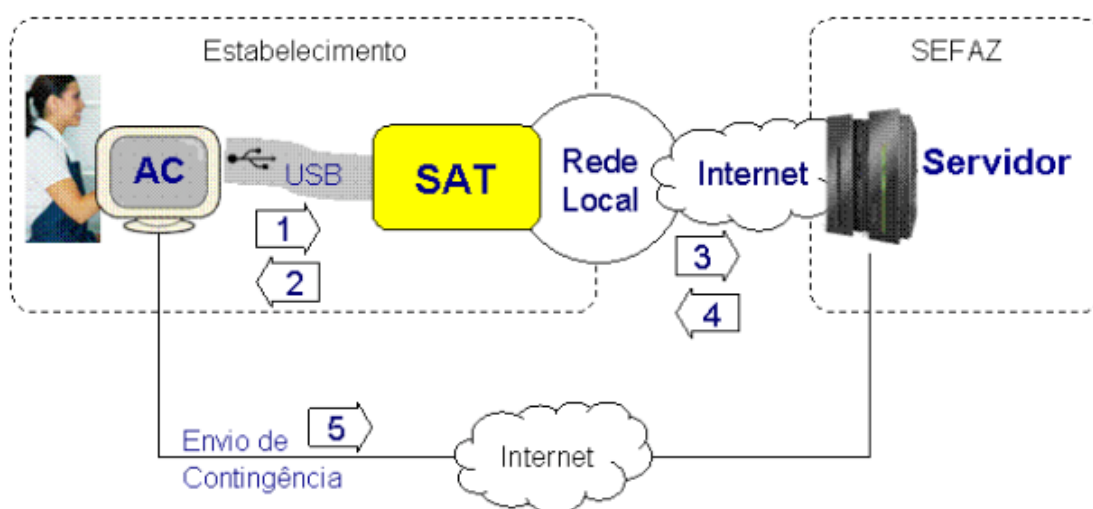 Estabelecimento
SEFAZ
AC
USB
SAT
Rede
Local
Internet
Servidor
1
2
3
4
5
Envio de
Contingência
Internet